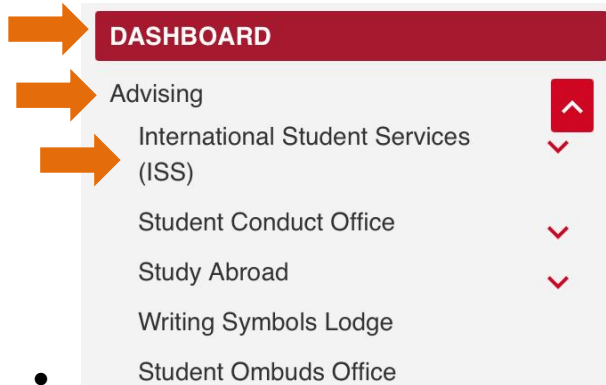 DASHBOARD
Advising
International Student Services
(ISS)
Student Conduct Office
Study Abroad
Writing Symbols Lodge
Student Ombuds Office